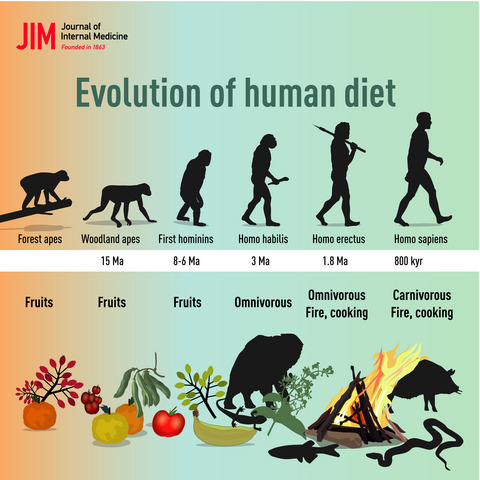 JIM
Journal of
Internal Medicine
Founded in 1863
Evolution of human diet
Forest apes
Woodland apes
First hominins
Homo habilis
Homo erectus
Homo sapiens
15 Ma
8-6 Ma
3 Ma
1.8 Ma
800 kyr
Fruits
Fruits
Fruits
Omnivorous
Omnivorous
Fire, cooking
Carnivorous
Fire, cooking